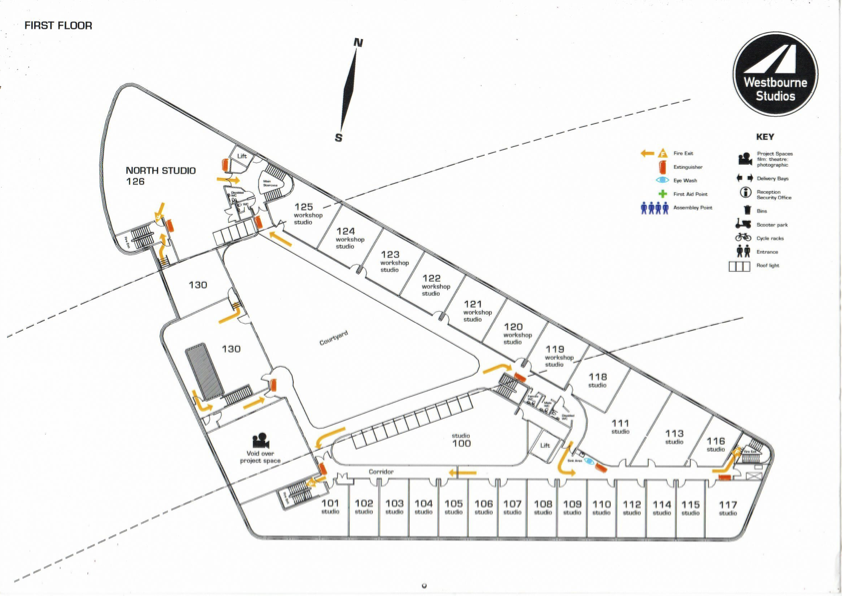 FIRST FLOOR
N
S
Westbourne
Studios
KEY
Fire Exit
Extinguisher
Eye Wash
First Aid Point
Assembley Point
Project Spaces
film: theatre:
photographic
Delivery Bays
Reception
Security Office
Bins
Scooter park
Cycle racks
Entrance
Roof light
NORTH STUDIO
126
Lift
125
workshop
studio
124
workshop
studio
123
workshop
studio
122
workshop
studio
121
workshop
studio
120
workshop
studio
119
workshop
studio
118
studio
111
studio
113
studio
116
studio
130
130
Courtyard
Void over
project space
studio
100
Lift
Corridor
101
studio
102
studio
103
studio
104
studio
105
studio
106
studio
107
studio
108
studio
109
studio
110
studio
112
studio
114
studio
115
studio
117
studio